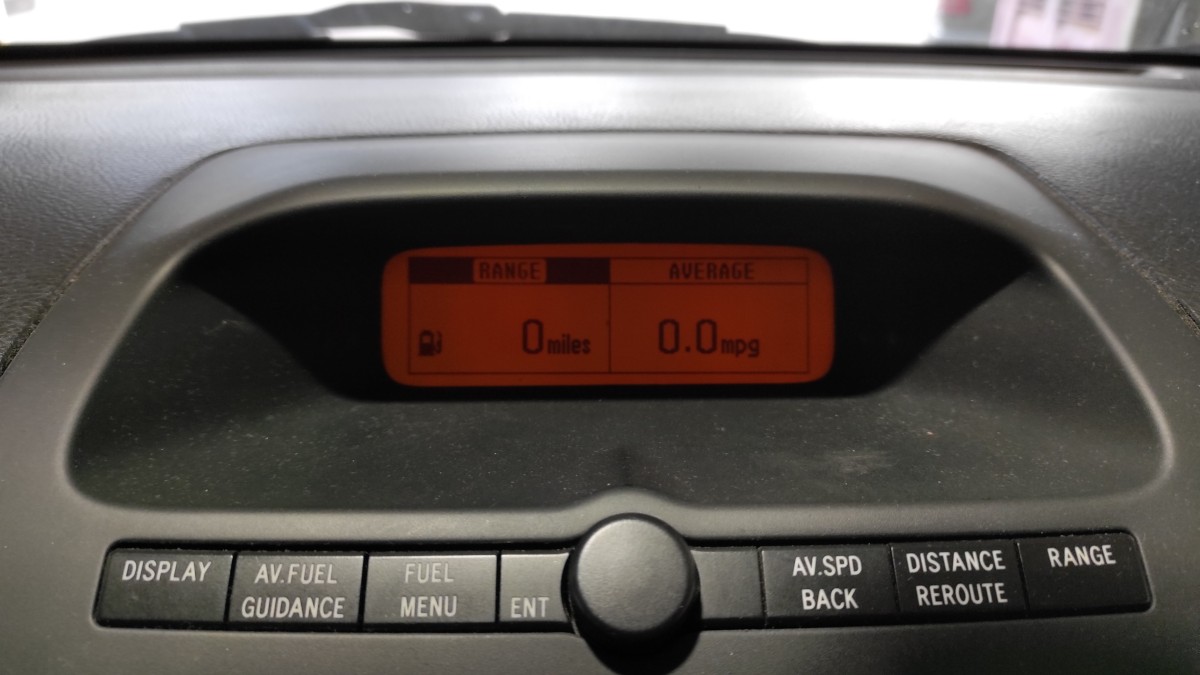 RANGE AVERAGE
0miles 0.0mpg
DISPLAY
AV.FUEL
GUIDANCE
FUEL
MENU
ENT
AV.SPD
BACK
DISTANCE
REROUTE
RANGE